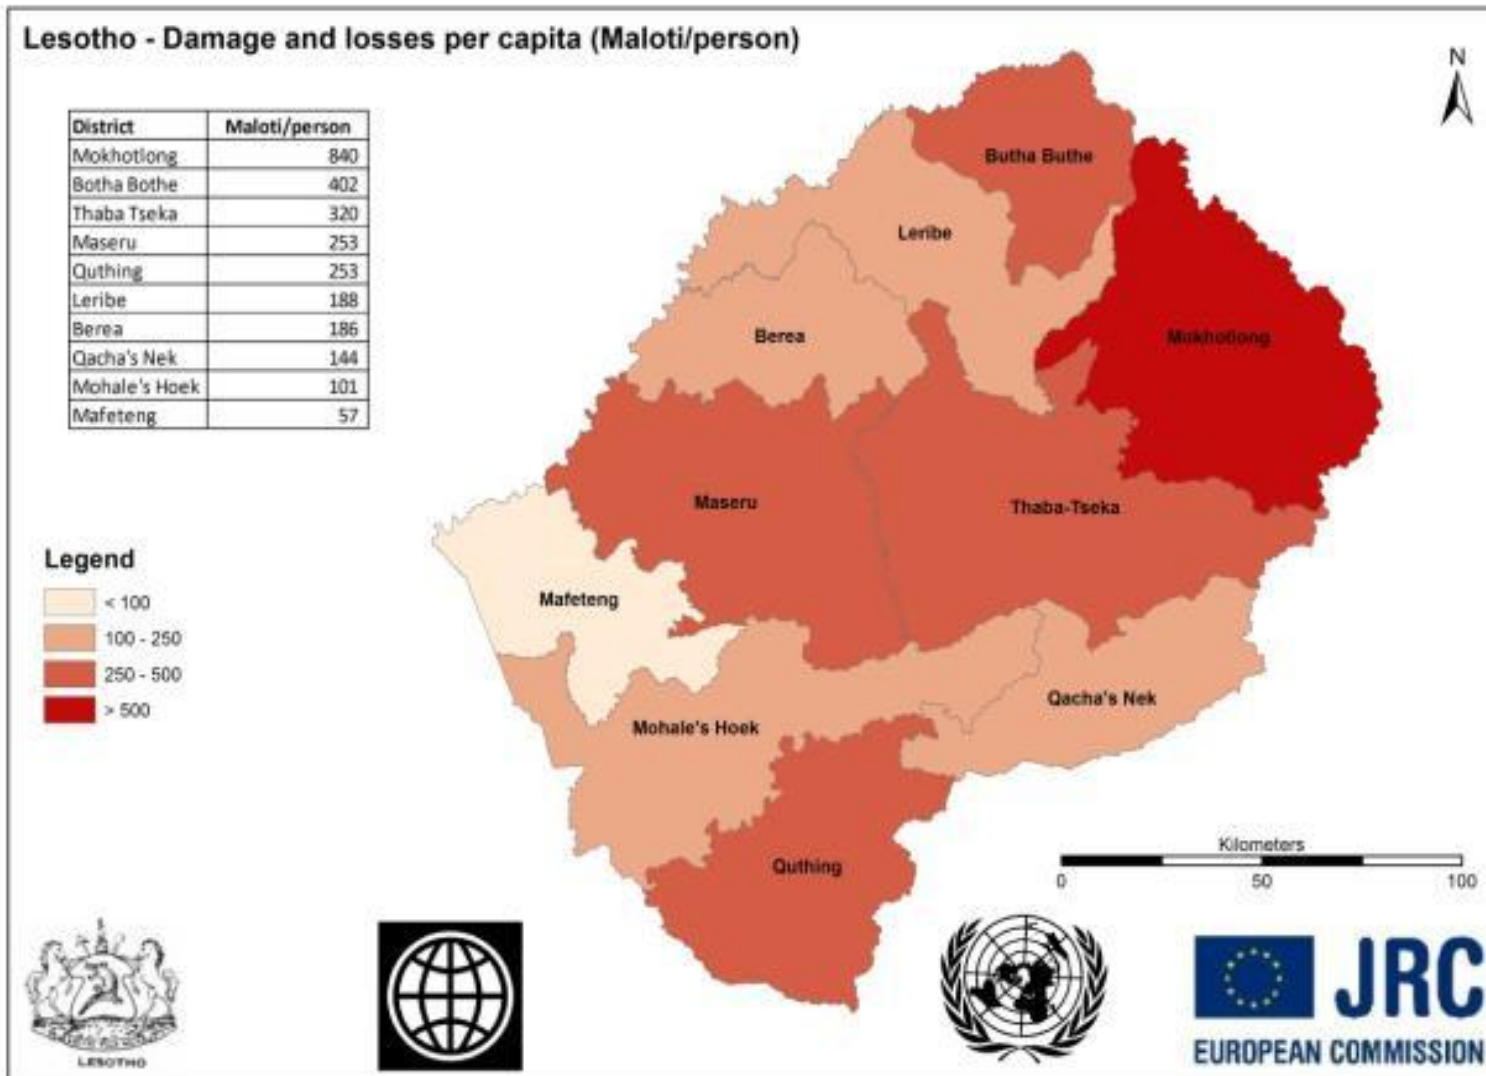 Lesotho - Damage and losses per capita (Maloti/person)
N
District Maloti/person
Mokhotlong 840
Botha Bothe 402
Thaba Tseka 320
Maseru 253
Quthing 253
Leribe 188
Berea 186
Qacha's Nek 144
Mohale's Hoek 101
Mafeteng 57
Butha Buthe
Leribe
Berea
Mokhotlong
Maseru
Thaba-Tseka
Mafeteng
Qacha's Nek
Mohale's Hoek
Quthing
Legend
< 100
100 - 250
250 - 500
> 500
Kilometers
0 50 100
LESOTHO
JRC
EUROPEAN COMMISSION